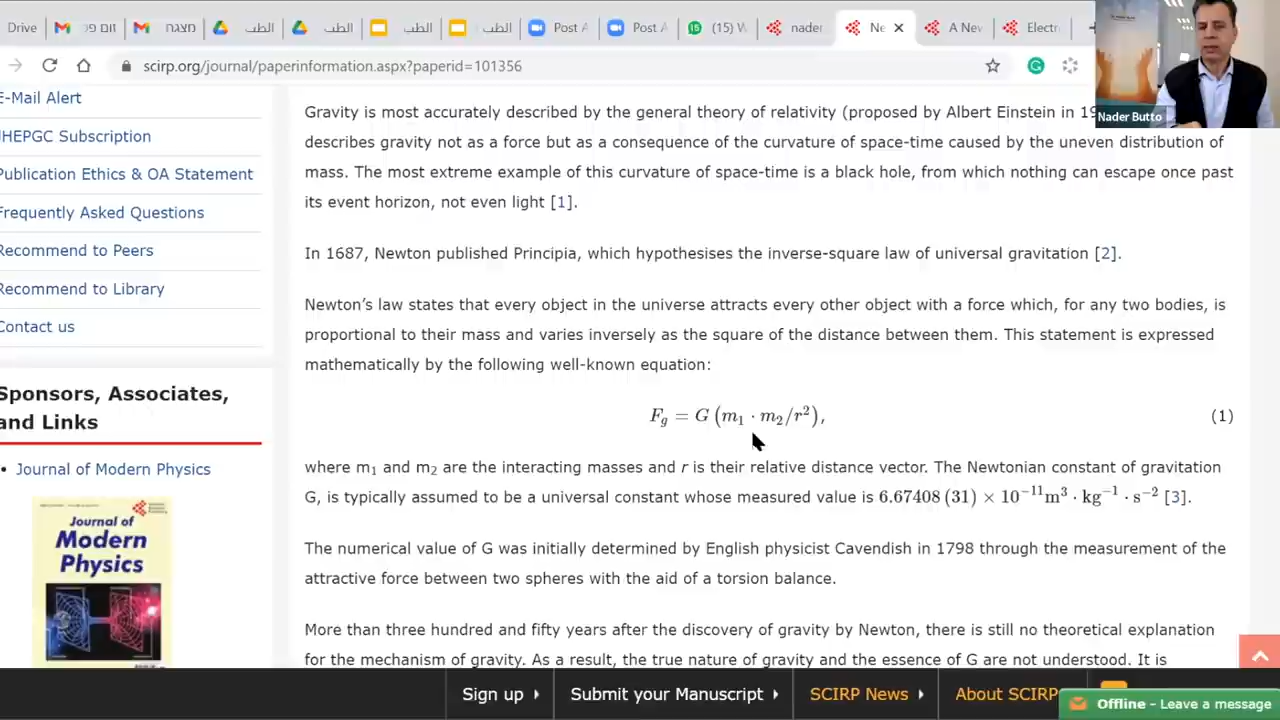 Drive
זום פי
מצגת
الطب
الطب
الطب
الطب
Post A
Post A
(15) W
nader
Ne
A Nev
Electr
scirp.org/journal/paperinformation.aspx?paperid=101356
Nader Butto
E-Mail Alert
JHEPGC Subscription
Publication Ethics & OA Statement
Frequently Asked Questions
Recommend to Peers
Recommend to Library
Contact us
Sponsors, Associates,
and Links
• Journal of Modern Physics
Journal of
Modern
Physics
Gravity is most accurately described by the general theory of relativity (proposed by Albert Einstein in 1
describes gravity not as a force but as a consequence of the curvature of space-time caused by the uneven distribution of
mass. The most extreme example of this curvature of space-time is a black hole, from which nothing can escape once past
its event horizon, not even light [1].
In 1687, Newton published Principia, which hypothesises the inverse-square law of universal gravitation [2].
Newton's law states that every object in the universe attracts every other object with a force which, for any two bodies, is
proportional to their mass and varies inversely as the square of the distance between them. This statement is expressed
mathematically by the following well-known equation:
F_g = G (m₁ · m₂/r²), (1)
where m₁ and m₂ are the interacting masses and r is their relative distance vector. The Newtonian constant of gravitation
G, is typically assumed to be a universal constant whose measured value is 6.67408 (31) × 10⁻¹¹ m³ · kg⁻¹ · s⁻² [3].
The numerical value of G was initially determined by English physicist Cavendish in 1798 through the measurement of the
attractive force between two spheres with the aid of a torsion balance.
More than three hundred and fifty years after the discovery of gravity by Newton, there is still no theoretical explanation
for the mechanism of gravity. As a result, the true nature of gravity and the essence of G are not understood. It is
Sign up
Submit your Manuscript
SCIRP News
About SCIRP
Offline - Leave a message